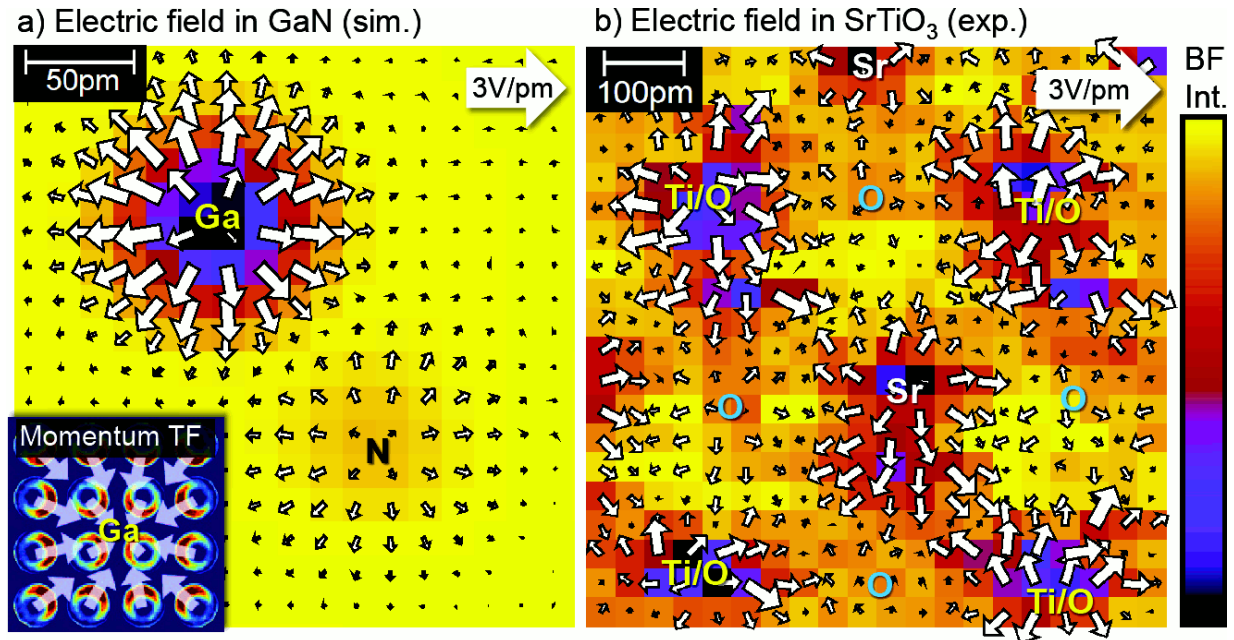 a) Electric field in GaN (sim.)
50pm
3V/pm
Ga
N
Momentum TF
Ga
b) Electric field in SrTiO3 (exp.)
100pm
Sr
3V/pm
Ti/O
O
Ti/O
Sr
O
O
Ti/O
O
Ti/O
BF
Int.